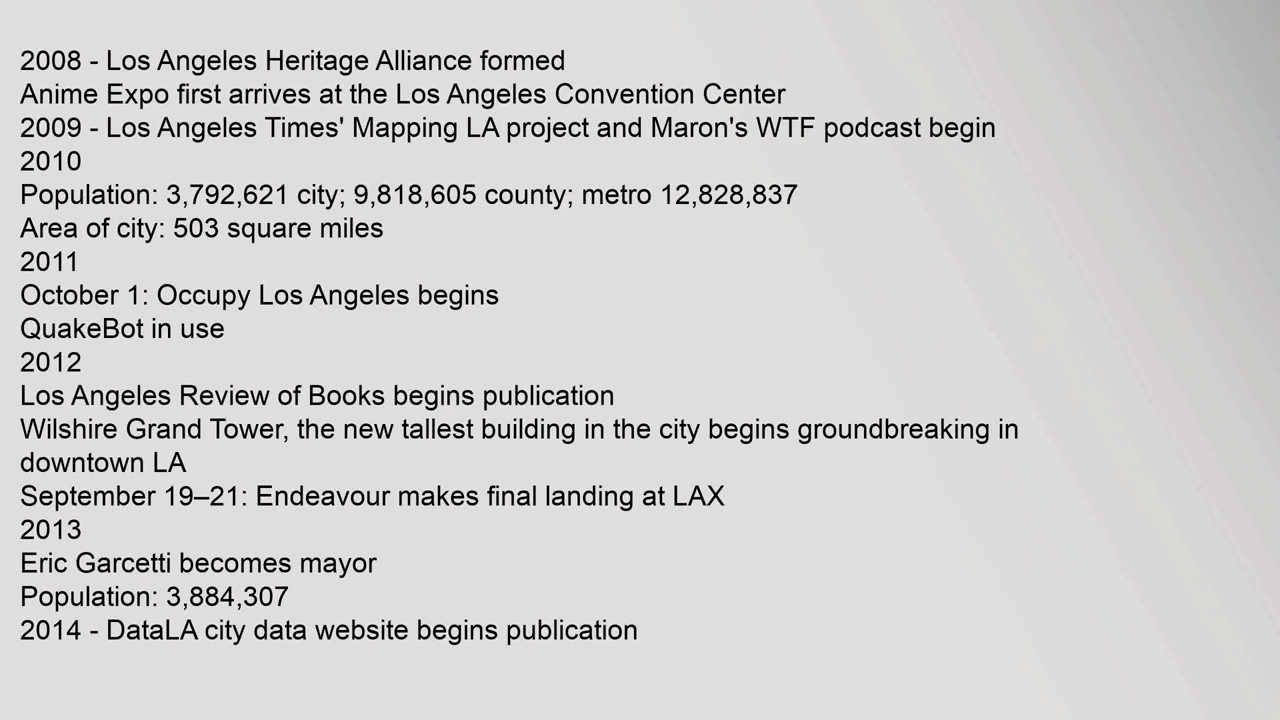 2008 - Los Angeles Heritage Alliance formed
Anime Expo first arrives at the Los Angeles Convention Center
2009 - Los Angeles Times' Mapping LA project and Maron's WTF podcast begin
2010
Population: 3,792,621 city; 9,818,605 county; metro 12,828,837
Area of city: 503 square miles
2011
October 1: Occupy Los Angeles begins
QuakeBot in use
2012
Los Angeles Review of Books begins publication
Wilshire Grand Tower, the new tallest building in the city begins groundbreaking in
downtown LA
September 19–21: Endeavour makes final landing at LAX
2013
Eric Garcetti becomes mayor
Population: 3,884,307
2014 - DataLA city data website begins publication